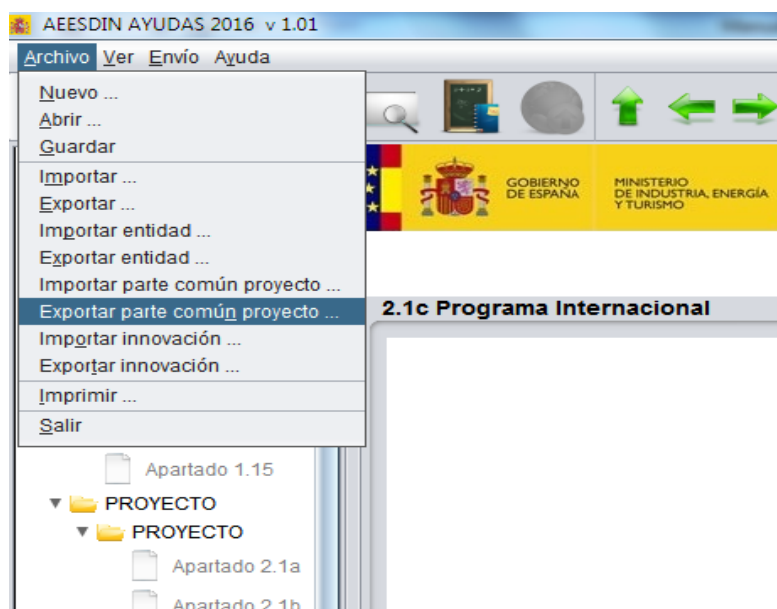 AEESDIN AYUDAS 2016 v 1.01
Archivo Ver Envío Ayuda
Nuevo ...
Abrir ...
Guardar
Importar ...
Exportar ...
Importar entidad ...
Exportar entidad ...
Importar parte común proyecto ...
Exportar parte común proyecto ...
Importar innovación ...
Exportar innovación ...
Imprimir ...
Salir
GOBIERNO
DE ESPAÑA
MINISTERIO
DE INDUSTRIA, ENERGÍA
Y TURISMO
2.1c Programa Internacional
Apartado 1.15
PROYECTO
PROYECTO
Apartado 2.1a
Apartado 2.1b